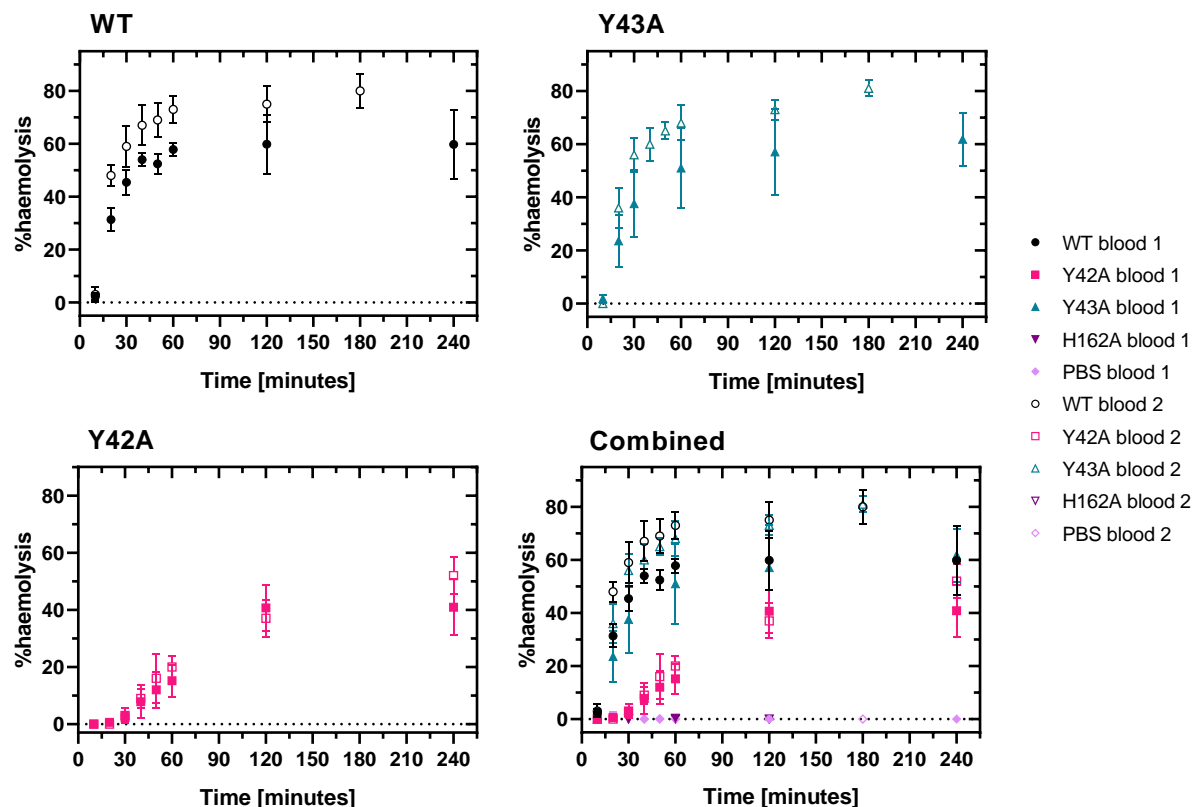 WT
Y43A
80
60
40
20
0
%haemolysis
0 30 60 90 120 150 180 210 240
Time [minutes]
80
60
40
20
0
%haemolysis
0 30 60 90 120 150 180 210 240
Time [minutes]
Y42A
Combined
80
60
40
20
0
%haemolysis
0 30 60 90 120 150 180 210 240
Time [minutes]
80
60
40
20
0
%haemolysis
0 30 60 90 120 150 180 210 240
Time [minutes]
WT blood 1
Y42A blood 1
Y43A blood 1
H162A blood 1
PBS blood 1
WT blood 2
Y42A blood 2
Y43A blood 2
H162A blood 2
PBS blood 2